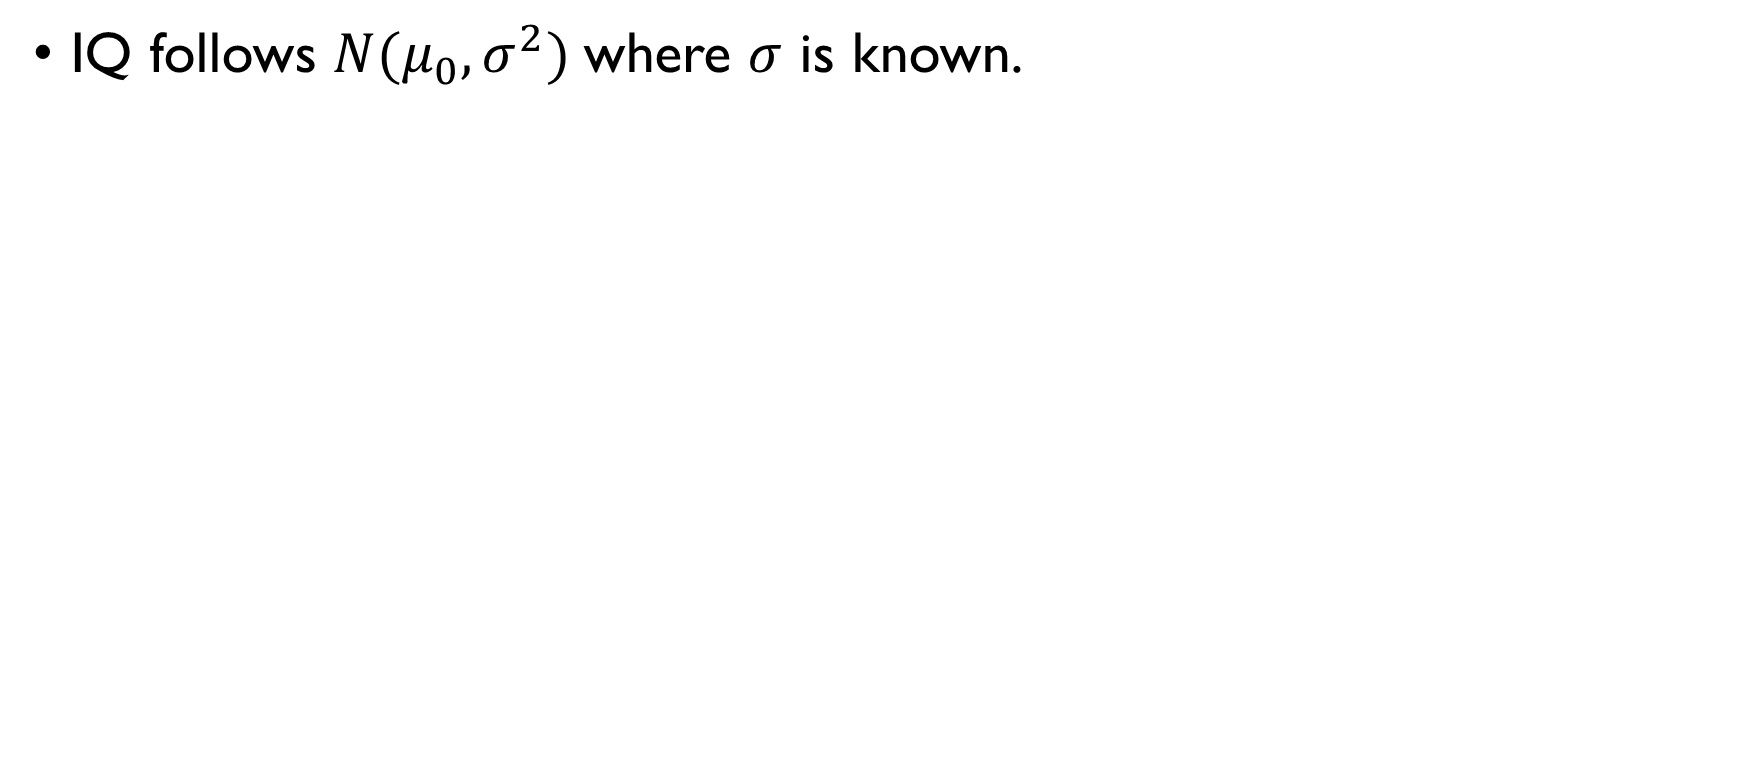 • IQ follows 𝑁(𝜇₀, 𝜎²) where 𝜎 is known.